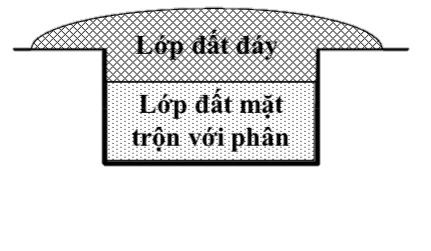 Lớp đất đáy
Lớp đất mặt
trộn với phân